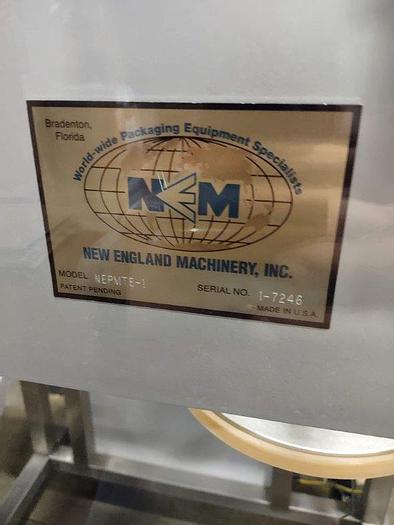 Bradenton,
Florida
World-wide Packaging Equipment Specialists
NEM
NEW ENGLAND MACHINERY, INC.
MODEL NEPMTE-1 SERIAL NO. 1-7246
PATENT PENDING MADE IN U.S.A.